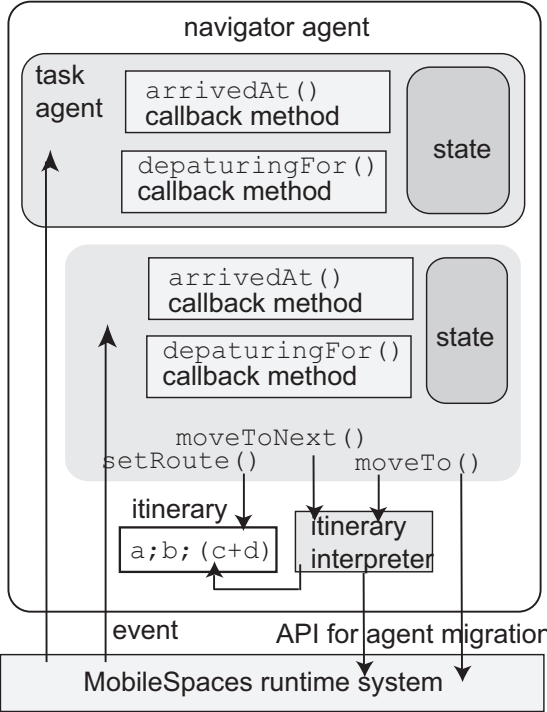 navigator agent
task
agent
arrivedAt()
callback method
depaturingFor()
callback method
state
arrivedAt()
callback method
depaturingFor()
callback method
state
moveToNext()
setRoute()
moveTo()
itinerary
a;b;(c+d)
itinerary
interpreter
event
API for agent migration
MobileSpaces runtime system